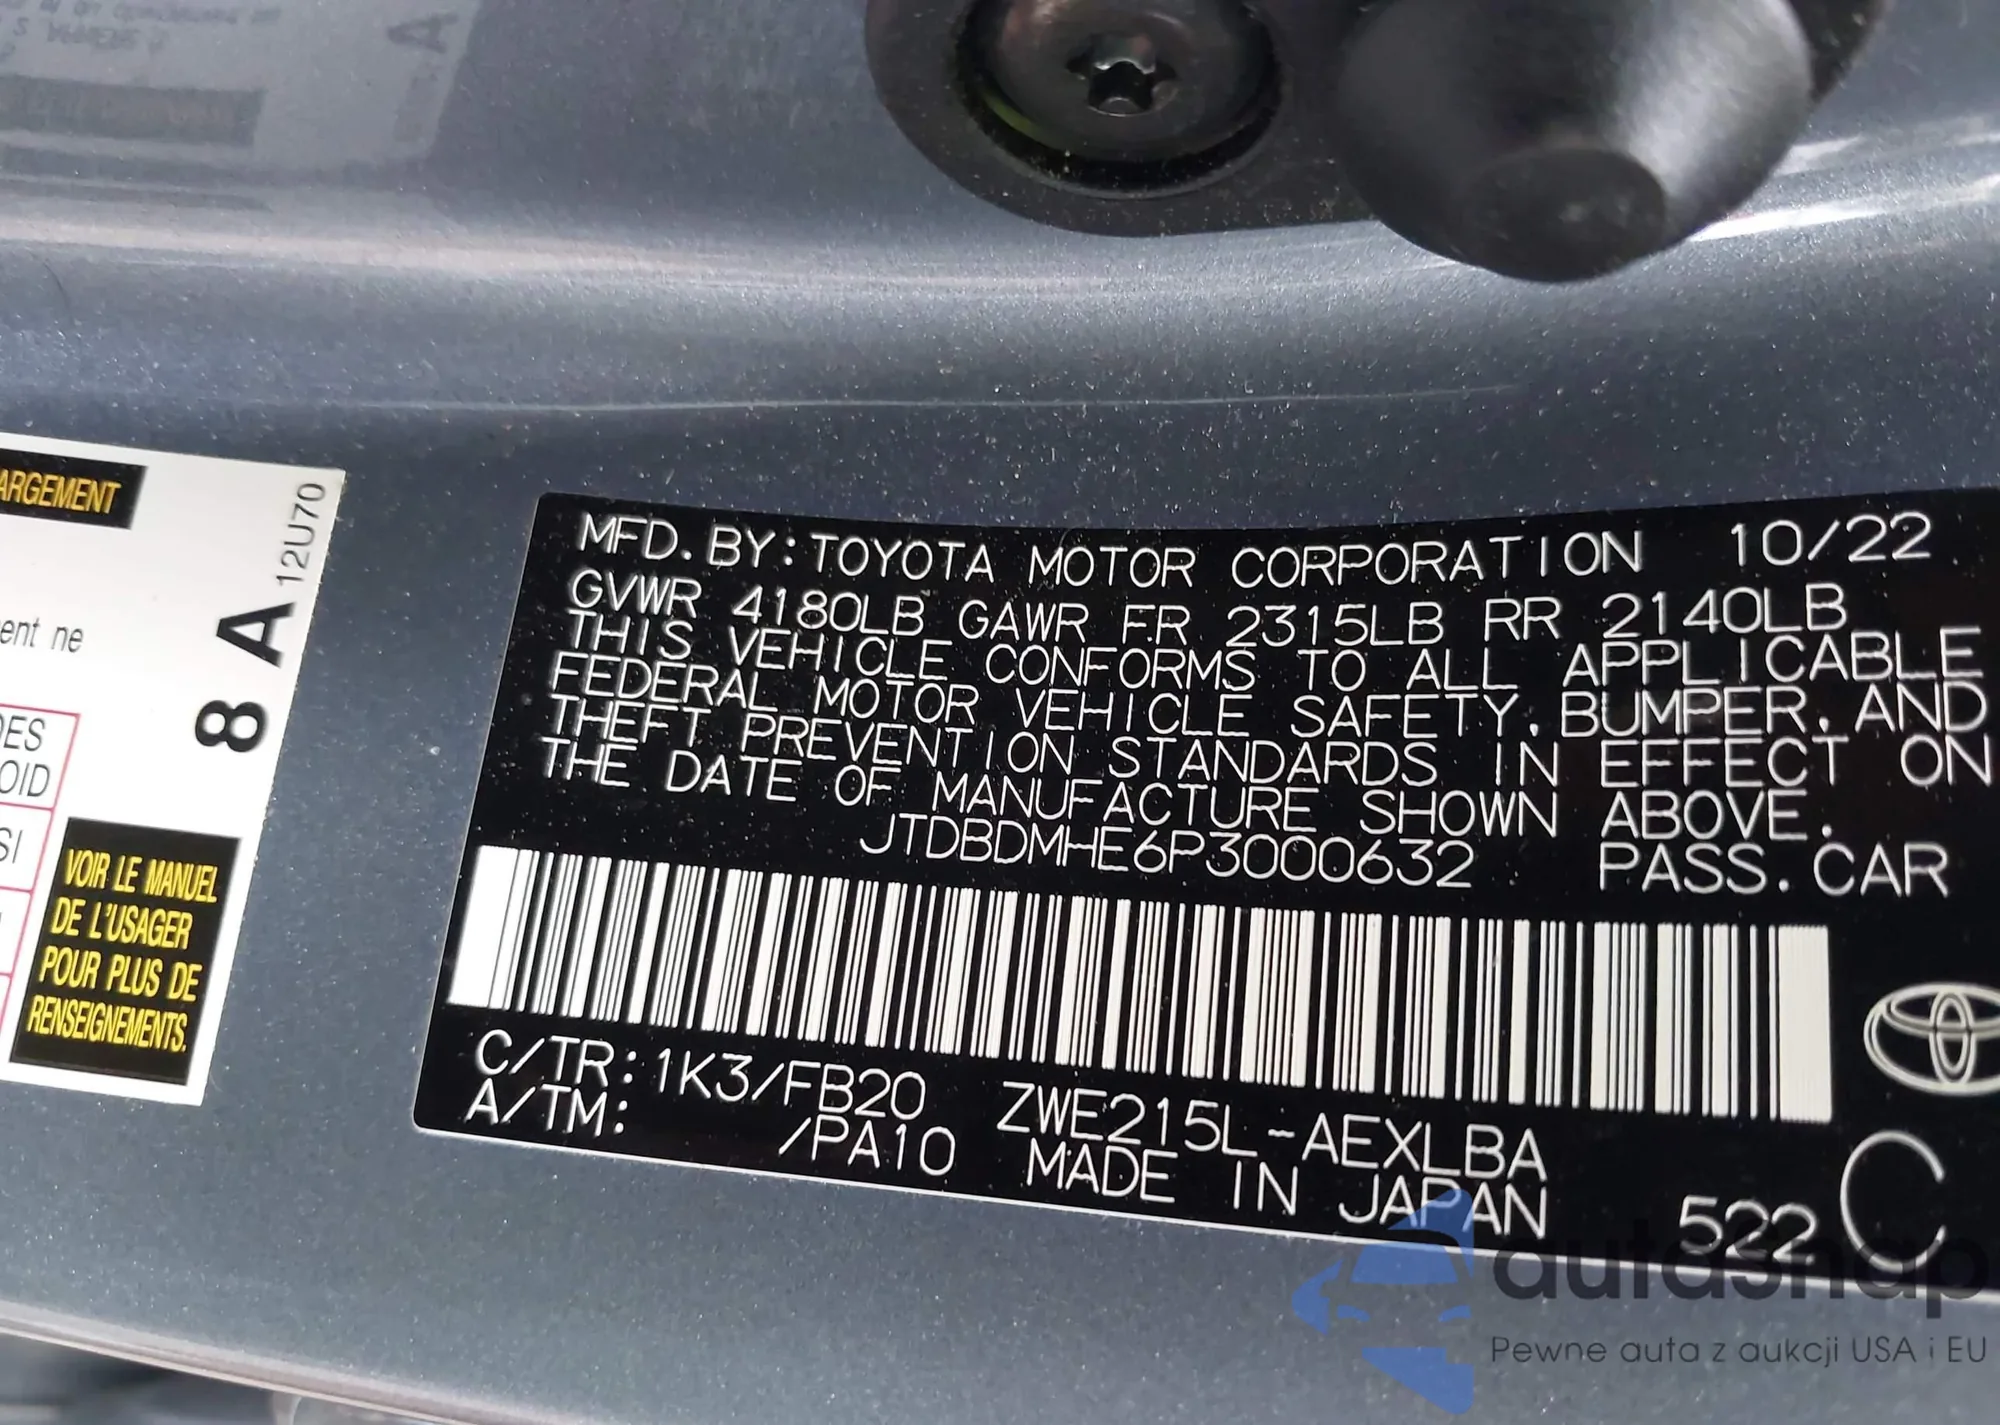 ARGEMENT
12U70
8 A
ent ne
DES
OID
SI
VOIR LE MANUEL
DE L'USAGER
POUR PLUS DE
RENSEIGNEMENTS.
MFD. BY: TOYOTA MOTOR CORPORATION 10/22
GVWR 4180LB GAWR FR 2315LB RR 2140LB
THIS VEHICLE CONFORMS TO ALL APPLICABLE
FEDERAL MOTOR VEHICLE SAFETY, BUMPER, AND
THEFT PREVENTION STANDARDS IN EFFECT ON
THE DATE OF MANUFACTURE SHOWN ABOVE.
JTDBDMHE6P3000632 PASS. CAR
C/TR: 1K3/FB20 ZWE215L-AEXLBA
A/TM: /PA10 MADE IN JAPAN 522 C
autosnap
Pewne auta z aukcji USA i EU